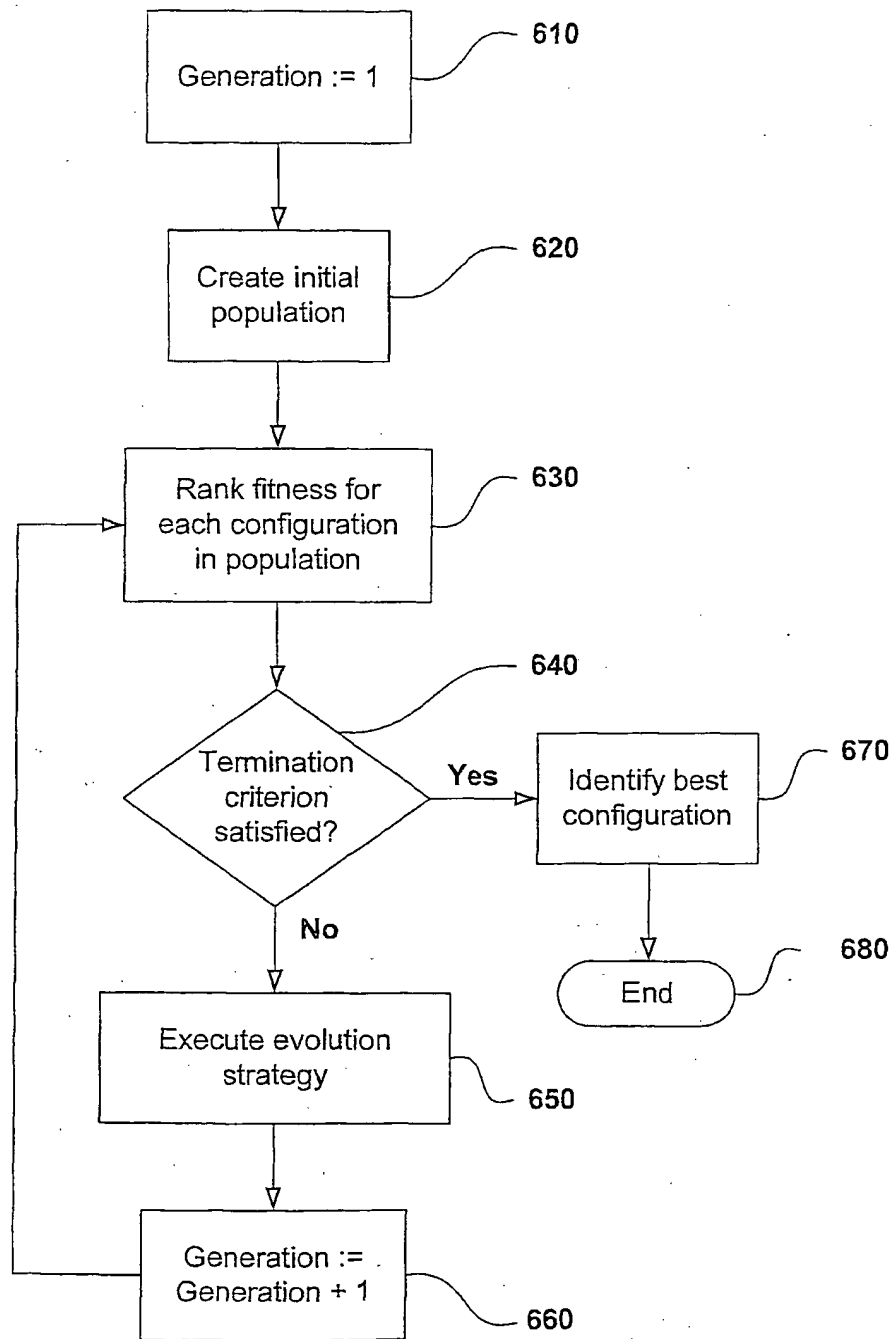 610
Generation := 1
620
Create initial
population
630
Rank fitness for
each configuration
in population
640
Termination
criterion
satisfied?
Yes
670
Identify best
configuration
No
680
End
Execute evolution
strategy
650
Generation :=
Generation + 1
660